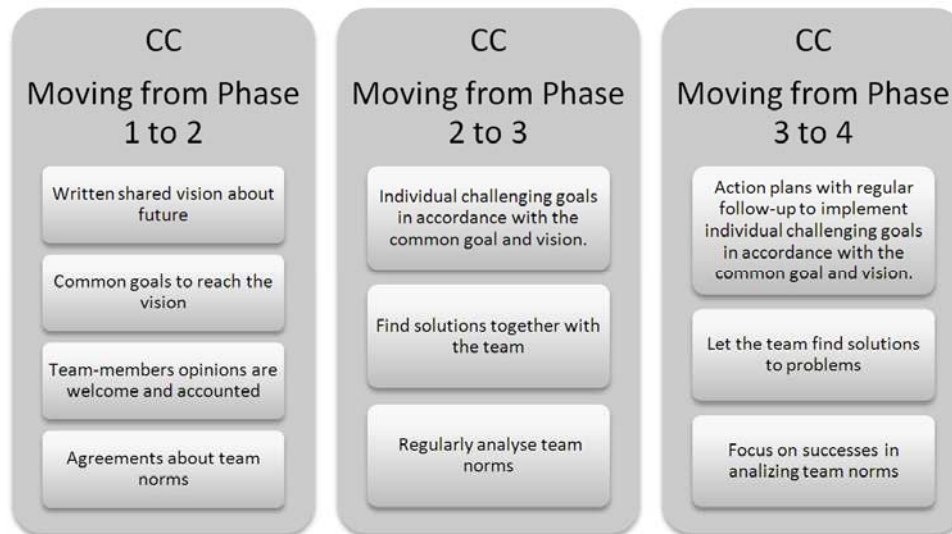 CC
Moving from Phase
1 to 2
Written shared vision about
future
Common goals to reach the
vision
Team-members opinions are
welcome and accounted
Agreements about team
norms
CC
Moving from Phase
2 to 3
Individual challenging goals
in accordance with the
common goal and vision.
Find solutions together with
the team
Regularly analyse team
norms
CC
Moving from Phase
3 to 4
Action plans with regular
follow-up to implement
individual challenging goals
in accordance with the
common goal and vision.
Let the team find solutions
to problems
Focus on successes in
analizing team norms